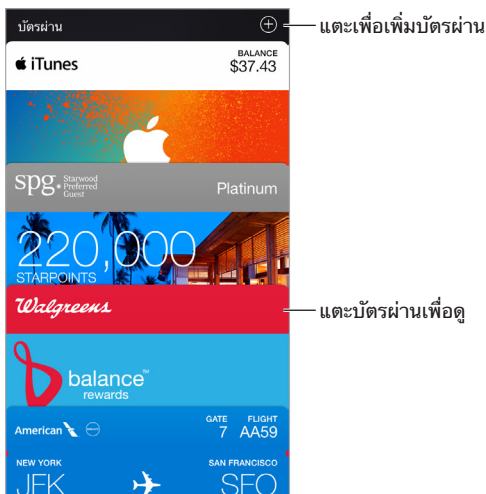 บัตรผ่าน
แตะเพื่อเพิ่มบัตรผ่าน
iTunes
BALANCE
$37.43
spg. Starwood
Preferred
Guest
Platinum
220,000
STARPOINTS
Walgreens
แตะบัตรผ่านเพื่อดู
balance™
rewards
American
GATE FLIGHT
7 AA59
NEW YORK SAN FRANCISCO
JFK SFO